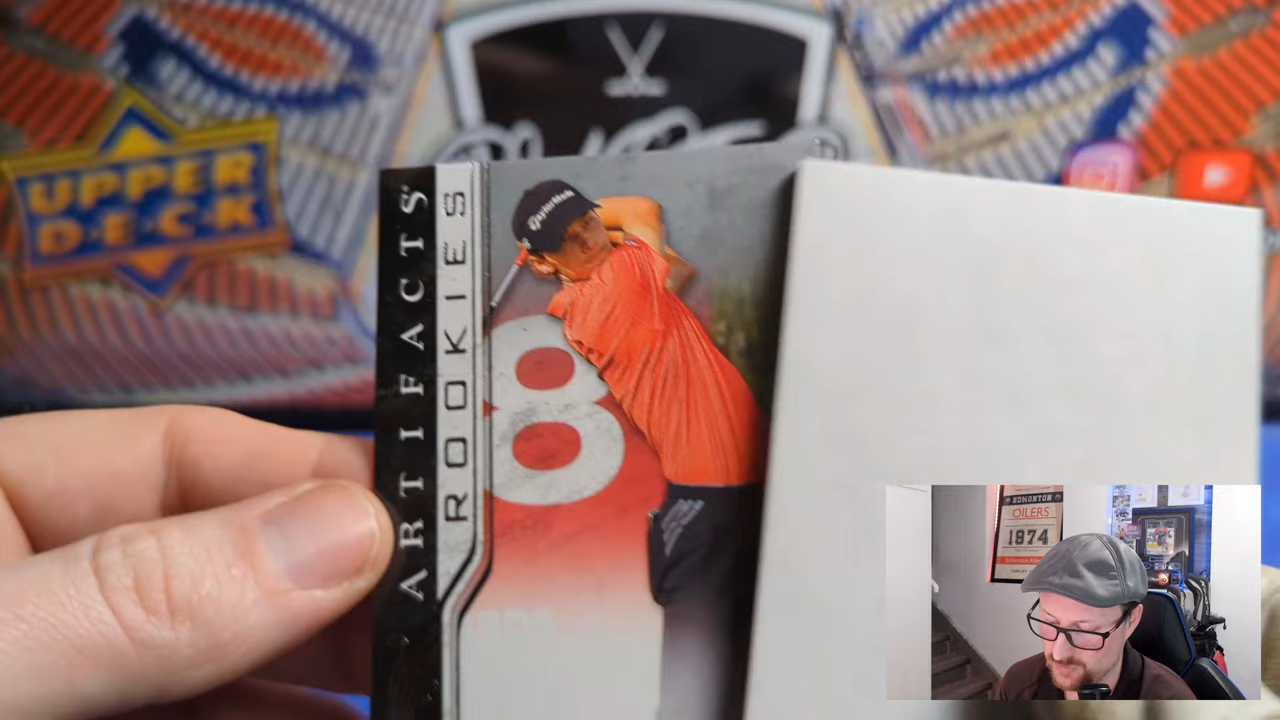 UPPER
DECK
ARTIFACTS
ROOKIES
TaylorMade
8
EDMONTON
OILERS
1974